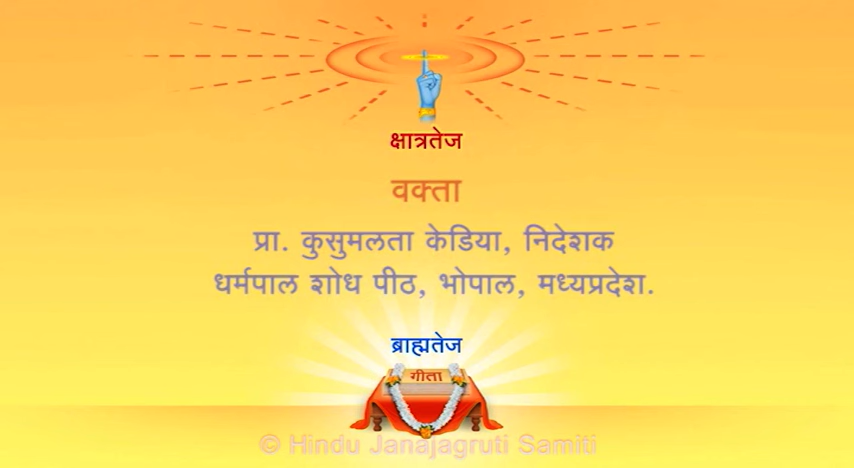 क्षात्रतेज
वक्ता
प्रा. कुसुमलता केडिया, निदेशक
धर्मपाल शोध पीठ, भोपाल, मध्यप्रदेश.
ब्राह्मतेज
गीता
© Hindu Janajagruti Samiti